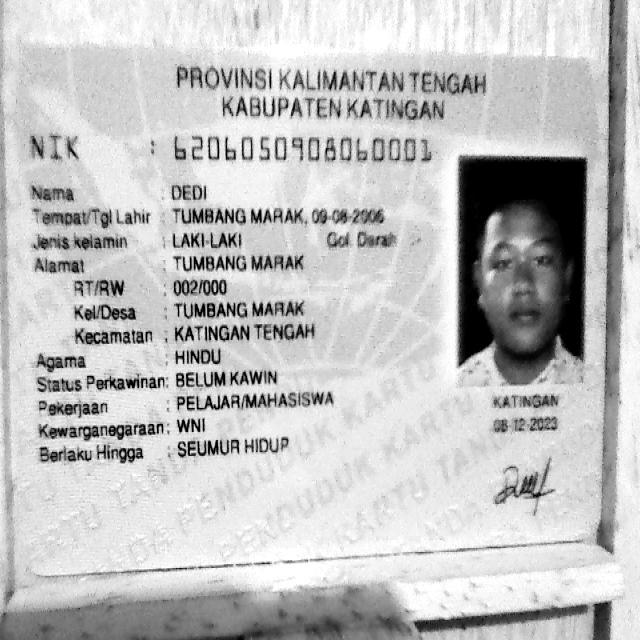 PROVINSI KALIMANTAN TENGAH
KABUPATEN KATINGAN
NIK : 6206050908060001
Nama : DEDI
Tempat/Tgl Lahir : TUMBANG MARAK, 09-08-2006
Jenis kelamin : LAKI-LAKI Gol. Darah :
Alamat : TUMBANG MARAK
RT/RW : 002/000
Kel/Desa : TUMBANG MARAK
Kecamatan : KATINGAN TENGAH
Agama : HINDU
Status Perkawinan: BELUM KAWIN
Pekerjaan : PELAJAR/MAHASISWA
Kewarganegaraan: WNI
Berlaku Hingga : SEUMUR HIDUP
KATINGAN
08-12-2023